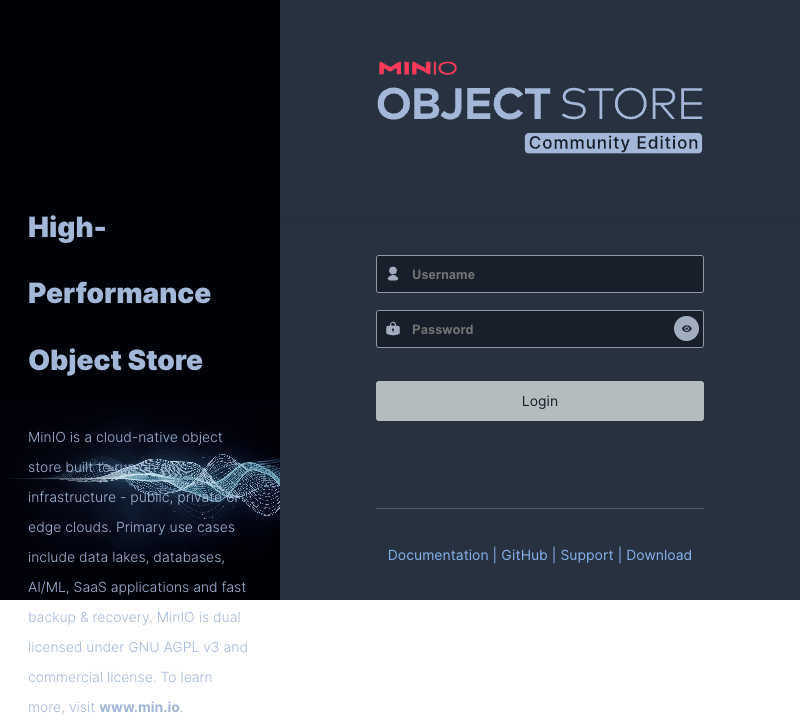 MINIO
OBJECT STORE
Community Edition
High-
Performance
Object Store
MinIO is a cloud-native object
store built to run on any
infrastructure - public, private or
edge clouds. Primary use cases
include data lakes, databases,
AI/ML, SaaS applications and fast
backup & recovery. MinIO is dual
licensed under GNU AGPL v3 and
commercial license. To learn
more, visit www.min.io.
Username
Password
Login
Documentation | GitHub | Support | Download